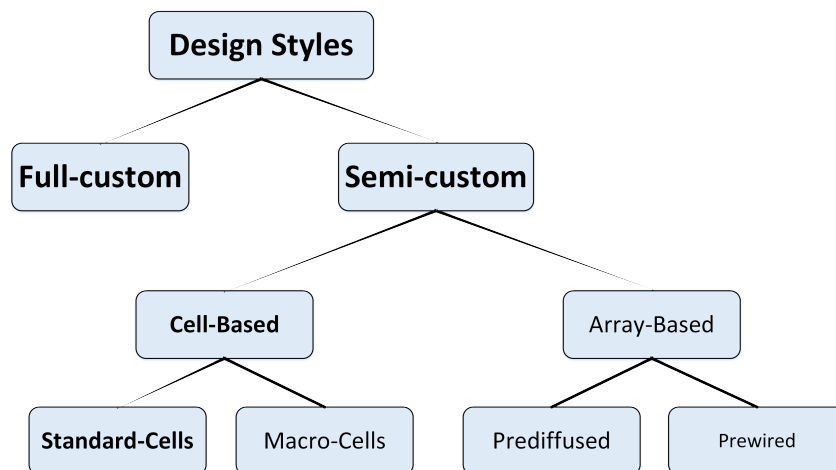 Design Styles
Full-custom
Semi-custom
Cell-Based
Array-Based
Standard-Cells
Macro-Cells
Prediffused
Prewired